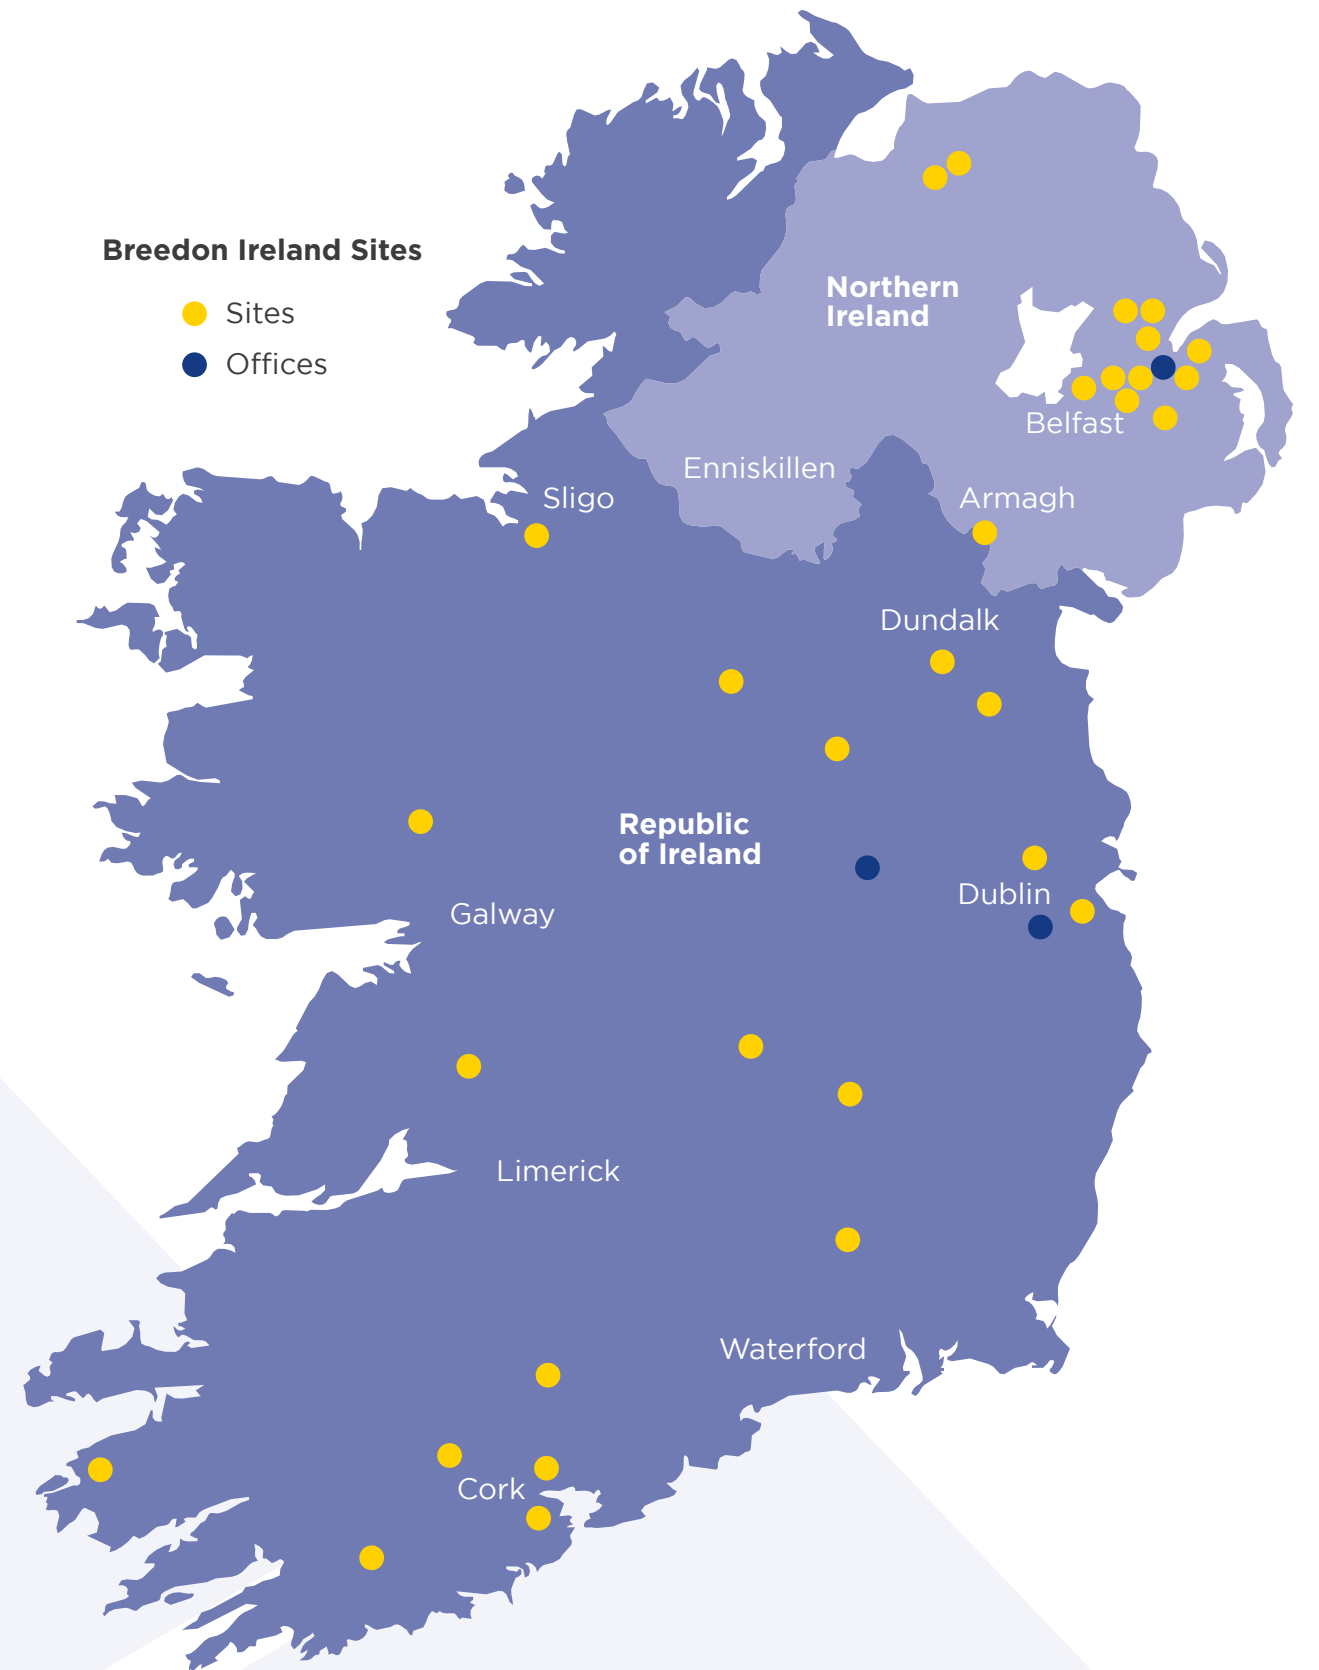 Breedon Ireland Sites
Sites
Offices
Northern
Ireland
Belfast
Enniskillen
Sligo
Armagh
Dundalk
Republic
of Ireland
Dublin
Galway
Limerick
Waterford
Cork